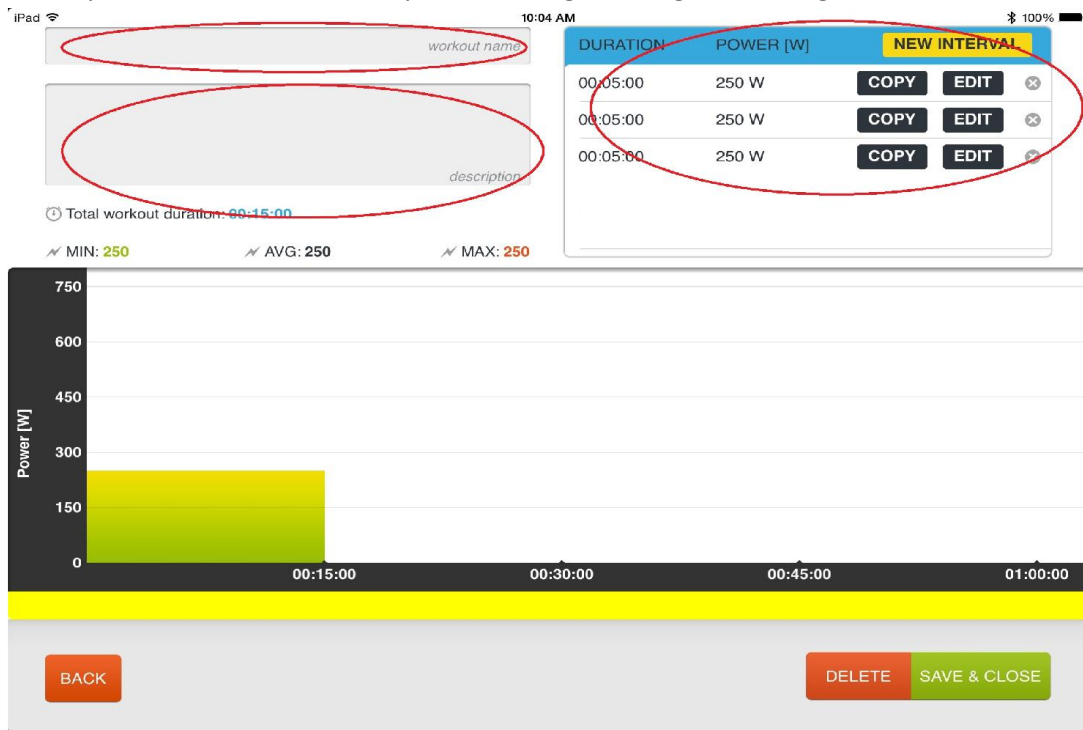 iPad 10:04 AM 100%
workout name
description
Total workout duration: 00:15:00
MIN: 250 AVG: 250 MAX: 250
DURATION POWER [W] NEW INTERVAL
00:05:00 250 W COPY EDIT
00:05:00 250 W COPY EDIT
00:05:00 250 W COPY EDIT
Power [W]
750
600
450
300
150
0
00:15:00 00:30:00 00:45:00 01:00:00
BACK DELETE SAVE & CLOSE